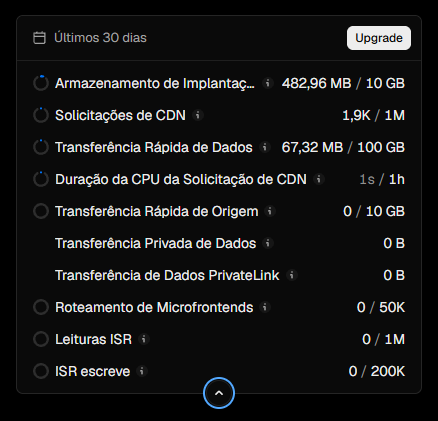 Últimos 30 dias Upgrade
Armazenamento de Implantaç... 482,96 MB / 10 GB
Solicitações de CDN 1,9K / 1M
Transferência Rápida de Dados 67,32 MB / 100 GB
Duração da CPU da Solicitação de CDN 1s / 1h
Transferência Rápida de Origem 0 / 10 GB
Transferência Privada de Dados 0 B
Transferência de Dados PrivateLink 0 B
Roteamento de Microfrontends 0 / 50K
Leituras ISR 0 / 1M
ISR escreve 0 / 200K